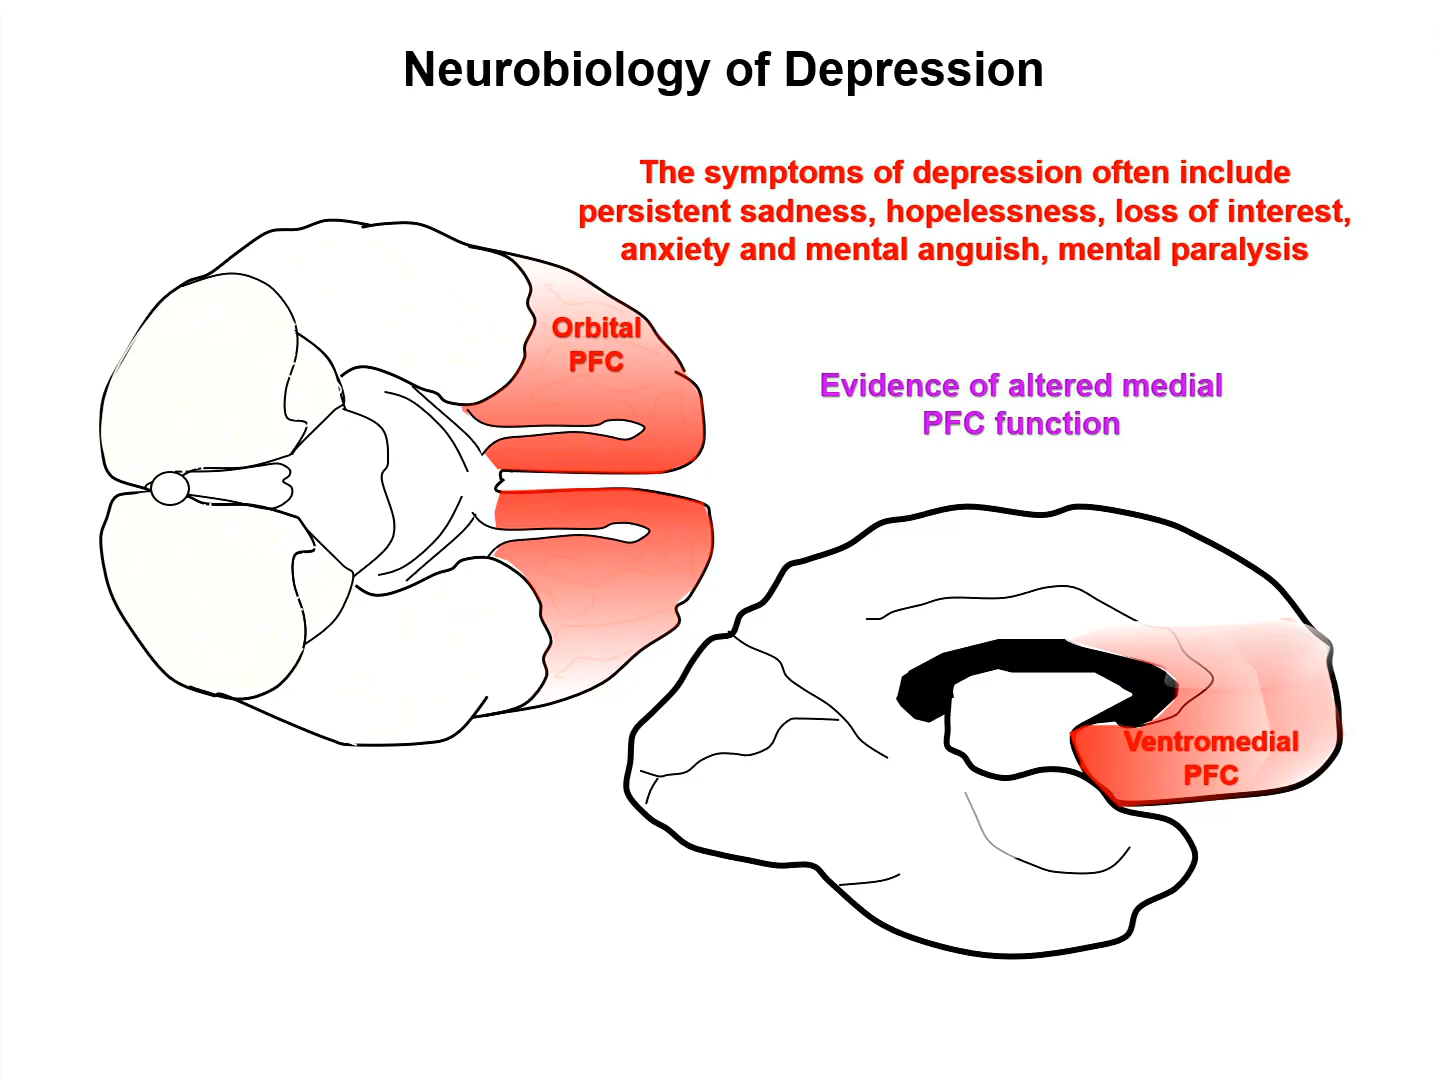 Neurobiology of Depression
The symptoms of depression often include
persistent sadness, hopelessness, loss of interest,
anxiety and mental anguish, mental paralysis
Orbital
PFC
Evidence of altered medial
PFC function
Ventromedial
PFC